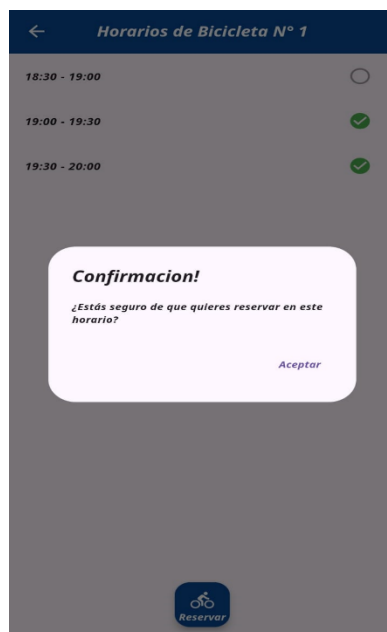 Horarios de Bicicleta N° 1
18:30 - 19:00
19:00 - 19:30
19:30 - 20:00
Confirmacion!
¿Estás seguro de que quieres reservar en este
horario?
Aceptar
Reservar